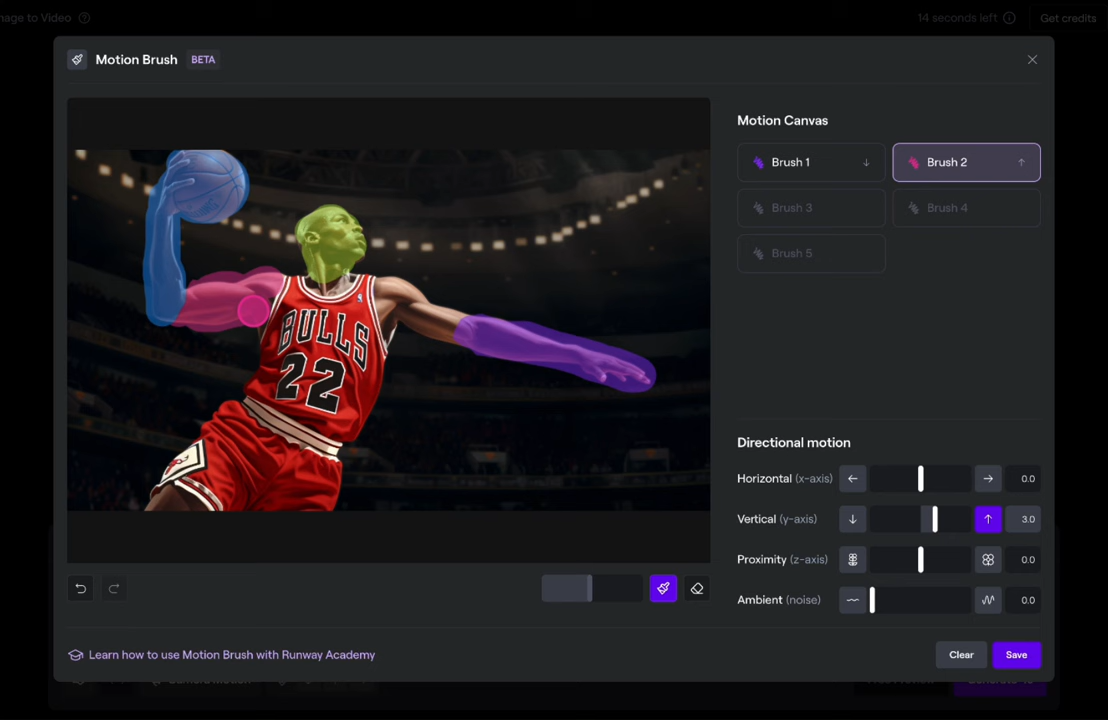 mage to Video
14 seconds left
Get credits
Motion Brush BETA
Motion Canvas
Brush 1
Brush 2
Brush 3
Brush 4
Brush 5
BULLS
22
Directional motion
Horizontal (x-axis) 0.0
Vertical (y-axis) 3.0
Proximity (z-axis) 0.0
Ambient (noise) 0.0
Learn how to use Motion Brush with Runway Academy
Clear
Save